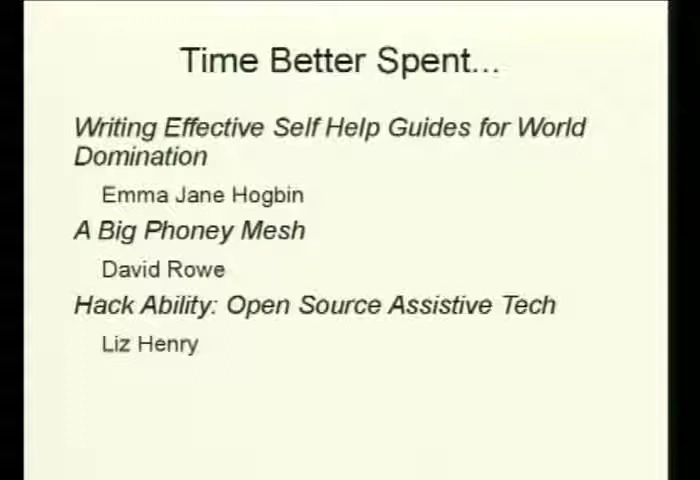 Time Better Spent...
Writing Effective Self Help Guides for World
Domination
Emma Jane Hogbin
A Big Phoney Mesh
David Rowe
Hack Ability: Open Source Assistive Tech
Liz Henry